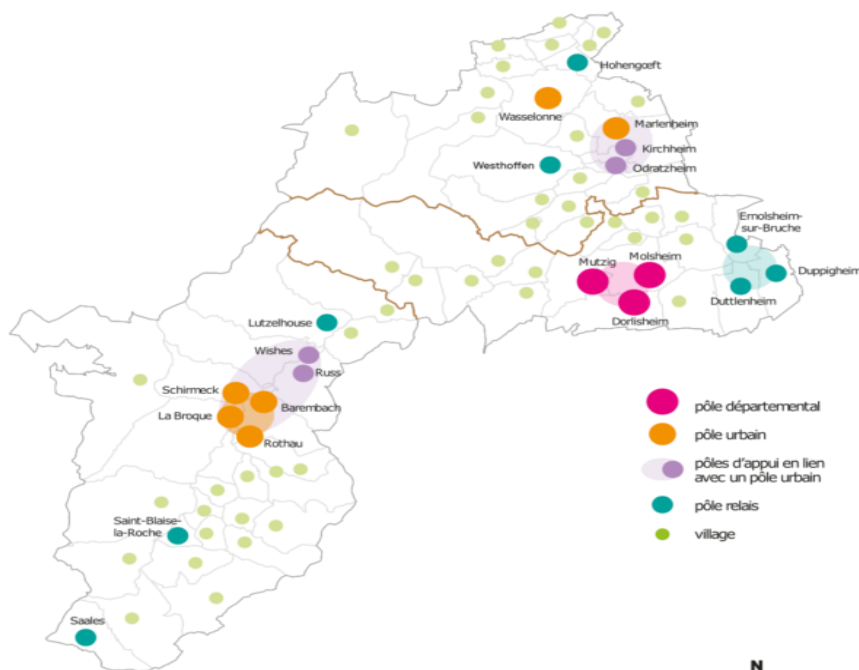 Hohengœft
Wasselonne
Marlenheim
Kirchheim
Westhoffen
Odratzheim
Ernolsheim-
sur-Bruche
Mutzig
Molsheim
Duppigheim
Duttlenheim
Dorlisheim
Lutzelhouse
Wishes
Russ
Schirmeck
Barembach
La Broque
Rothau
Saint-Blaise-
la-Roche
Saales
pôle départemental
pôle urbain
pôles d'appui en lien
avec un pôle urbain
pôle relais
village
N